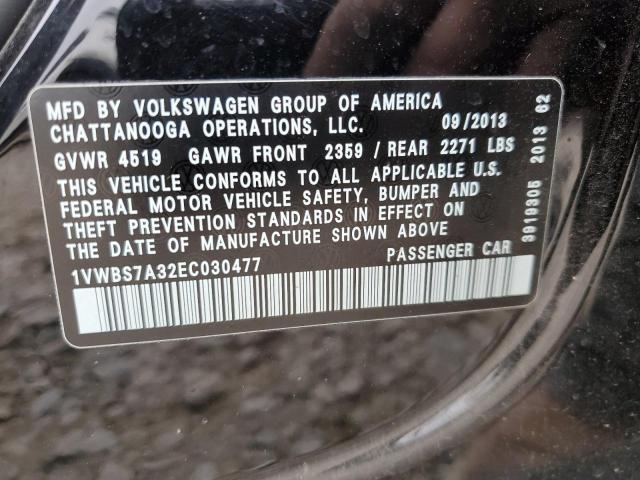 MFD BY VOLKSWAGEN GROUP OF AMERICA
CHATTANOOGA OPERATIONS, LLC. 09/2013
GVWR 4519 GAWR FRONT 2359 / REAR 2271 LBS
THIS VEHICLE CONFORMS TO ALL APPLICABLE U.S.
FEDERAL MOTOR VEHICLE SAFETY, BUMPER AND
THEFT PREVENTION STANDARDS IN EFFECT ON
THE DATE OF MANUFACTURE SHOWN ABOVE
1VWBS7A32EC030477 PASSENGER CAR
3919305 2013 62